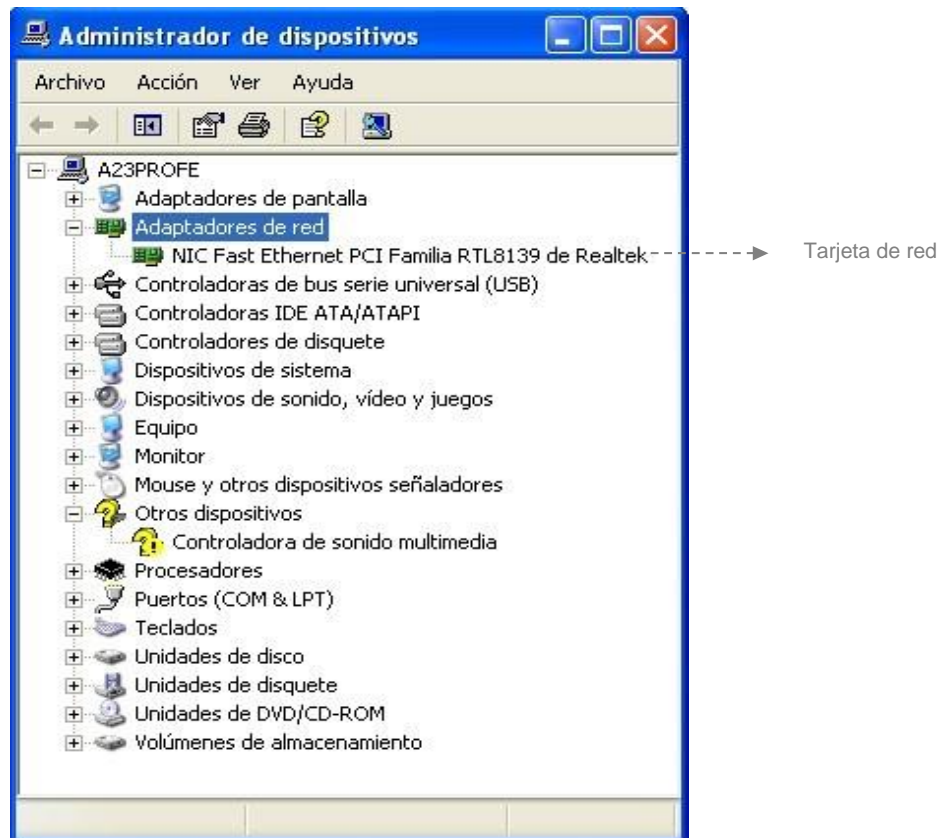 Administrador de dispositivos
Archivo Acción Ver Ayuda
A23PROFE
Adaptadores de pantalla
Adaptadores de red
NIC Fast Ethernet PCI Familia RTL8139 de Realtek
Tarjeta de red
Controladoras de bus serie universal (USB)
Controladoras IDE ATA/ATAPI
Controladores de disquete
Dispositivos de sistema
Dispositivos de sonido, vídeo y juegos
Equipo
Monitor
Mouse y otros dispositivos señaladores
Otros dispositivos
Controladora de sonido multimedia
Procesadores
Puertos (COM & LPT)
Teclados
Unidades de disco
Unidades de disquete
Unidades de DVD/CD-ROM
Volúmenes de almacenamiento